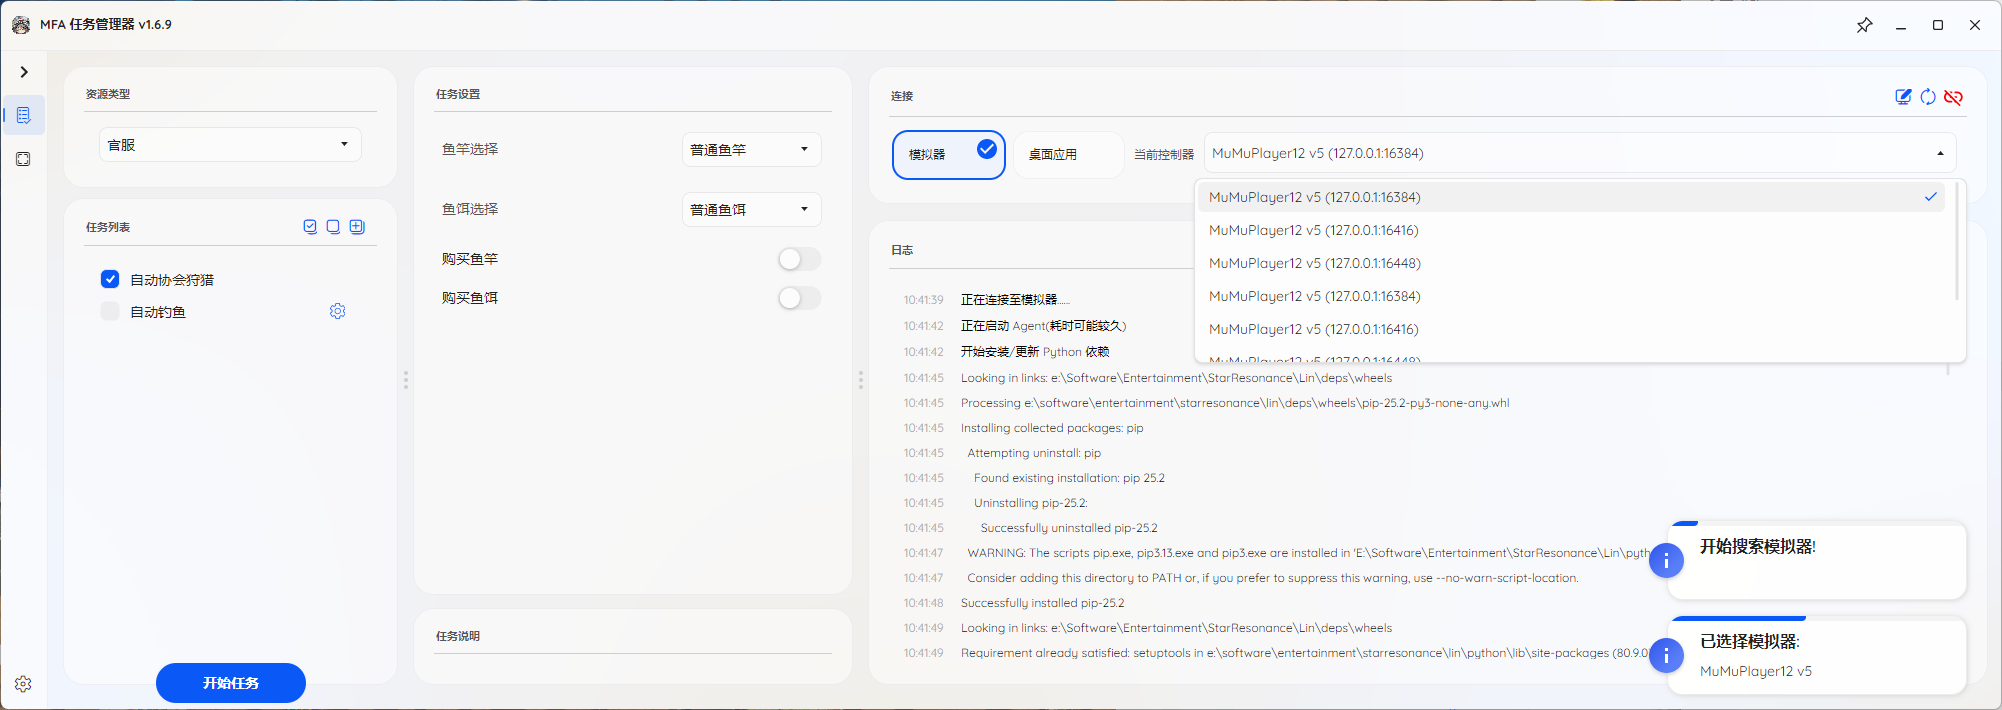 MFA 任务管理器 v1.6.9
资源类型
官服
任务列表
自动协会狩猎
自动钓鱼
开始任务
任务设置
鱼竿选择
普通鱼竿
鱼饵选择
普通鱼饵
购买鱼竿
购买鱼饵
任务说明
连接
模拟器
桌面应用
当前控制器
MuMuPlayer12 v5 (127.0.0.1:16384)
MuMuPlayer12 v5 (127.0.0.1:16384)
MuMuPlayer12 v5 (127.0.0.1:16416)
MuMuPlayer12 v5 (127.0.0.1:16448)
MuMuPlayer12 v5 (127.0.0.1:16384)
MuMuPlayer12 v5 (127.0.0.1:16416)
MuMuPlayer12 v5 (127.0.0.1:16448)
日志
10:41:39 正在连接至模拟器……
10:41:42 正在启动 Agent(耗时可能较久)
10:41:42 开始安装/更新 Python 依赖
10:41:45 Looking in links: e:\Software\Entertainment\StarResonance\Lin\deps\wheels
10:41:45 Processing e:\software\entertainment\starresonance\lin\deps\wheels\pip-25.2-py3-none-any.whl
10:41:45 Installing collected packages: pip
10:41:45 Attempting uninstall: pip
10:41:45 Found existing installation: pip 25.2
10:41:45 Uninstalling pip-25.2:
10:41:45 Successfully uninstalled pip-25.2
10:41:47 WARNING: The scripts pip.exe, pip3.13.exe and pip3.exe are installed in 'E:\Software\Entertainment\StarResonance\Lin\pyth
10:41:47 Consider adding this directory to PATH or, if you prefer to suppress this warning, use --no-warn-script-location.
10:41:48 Successfully installed pip-25.2
10:41:49 Looking in links: e:\Software\Entertainment\StarResonance\Lin\deps\wheels
10:41:49 Requirement already satisfied: setuptools in e:\software\entertainment\starresonance\lin\python\lib\site-packages (80.9.0
开始搜索模拟器!
已选择模拟器:
MuMuPlayer12 v5